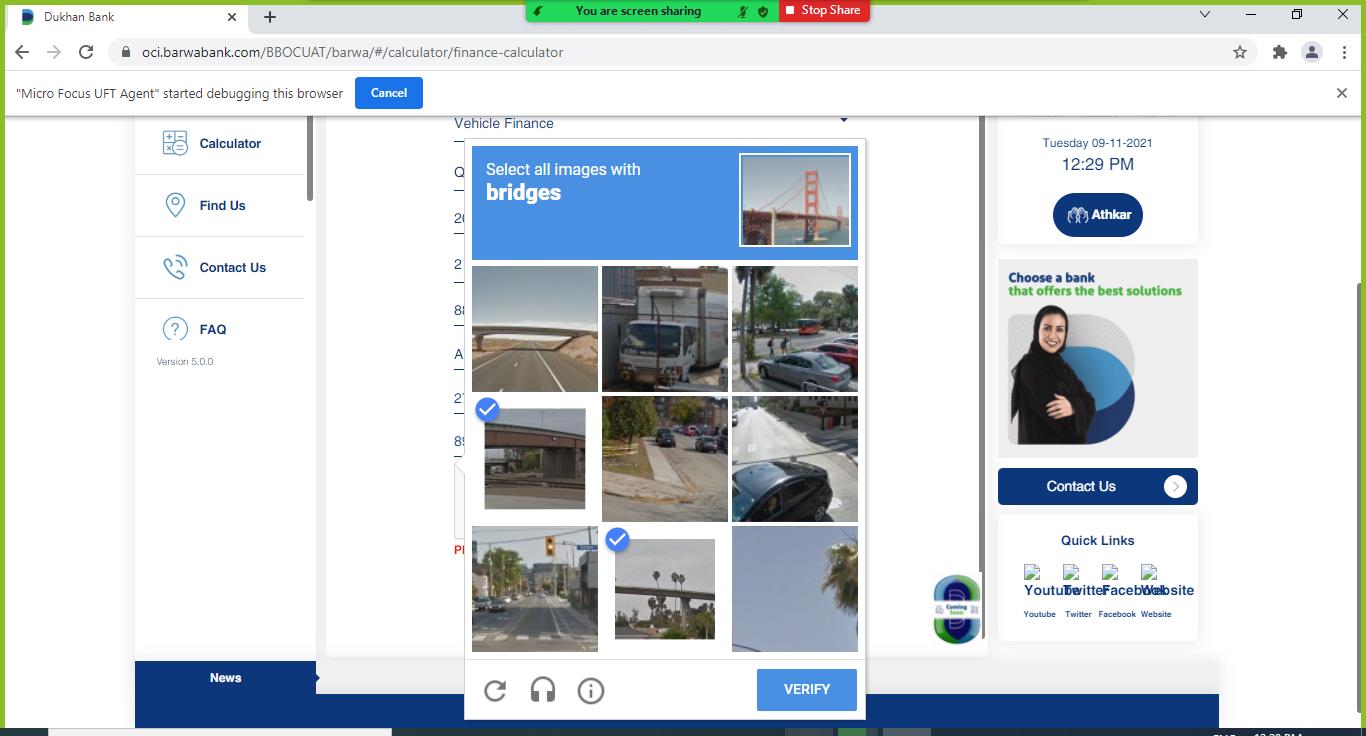 Dukhan Bank
You are screen sharing
Stop Share
oci.barwabank.com/BBOCUAT/barwa/#/calculator/finance-calculator
"Micro Focus UFT Agent" started debugging this browser
Cancel
Calculator
Find Us
Contact Us
FAQ
Version 5.0.0
Vehicle Finance
Select all images with
bridges
VERIFY
Tuesday 09-11-2021
12:29 PM
Athkar
Choose a bank
that offers the best solutions
Contact Us
Quick Links
Youtube Twitter Facebook Website
Youtube Twitter Facebook Website
Coming
Soon
News